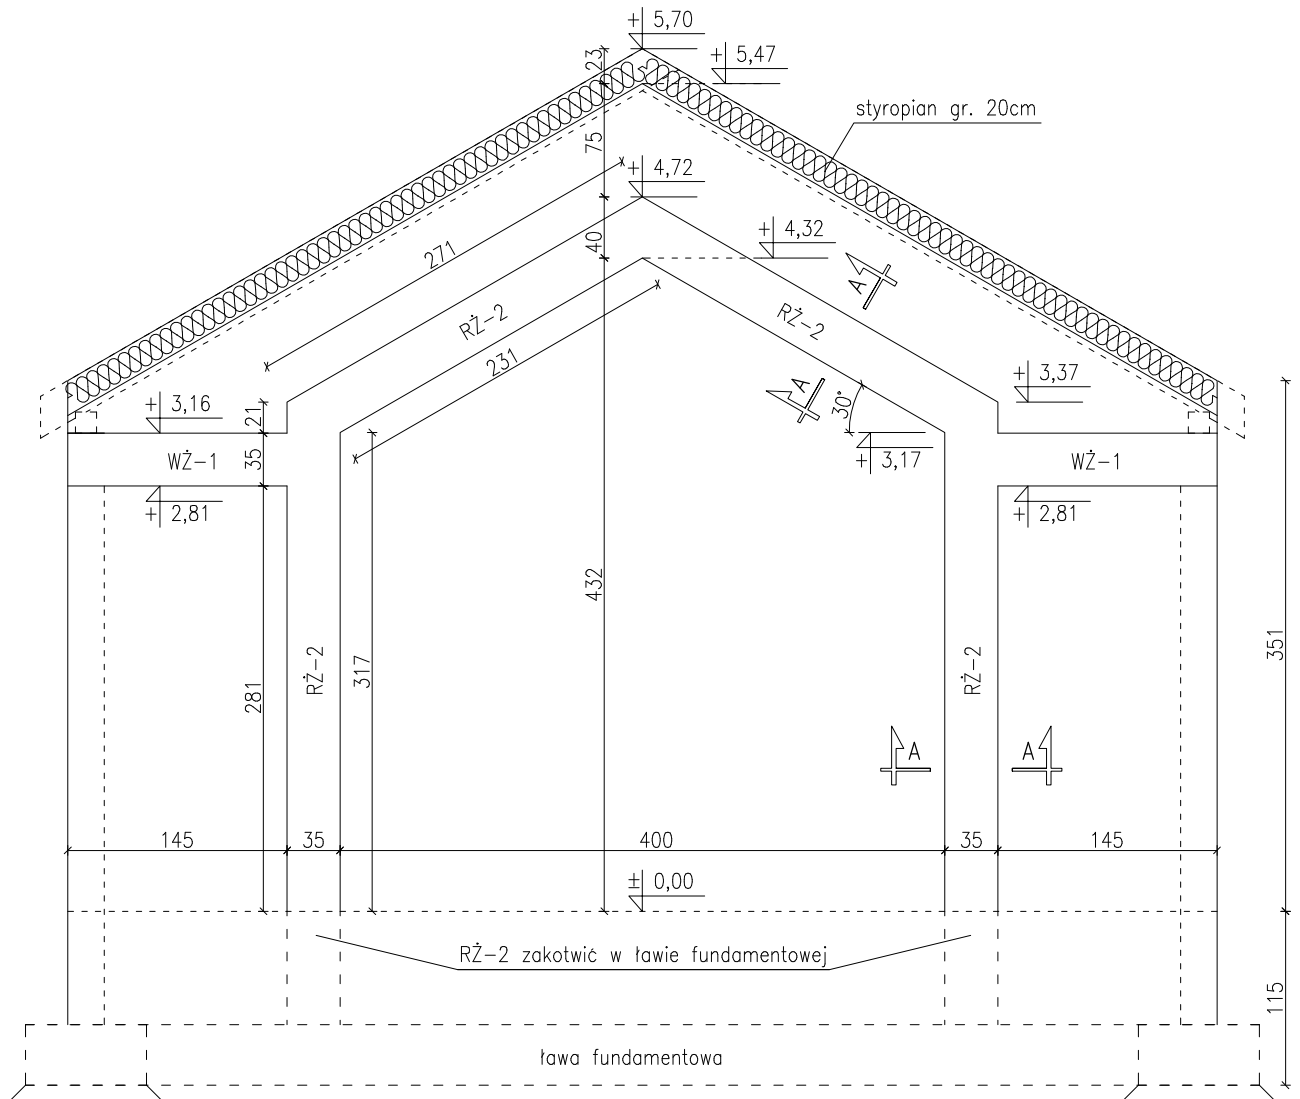 + 5,70
+ 5,47
23
styropian gr. 20cm
75
+ 4,72
+ 4,32
40
271
A
RŻ-2
RŻ-2
231
A
30°
+ 3,16
+ 3,37
21
35
WŻ-1
+ 3,17
WŻ-1
+ 2,81
+ 2,81
432
351
281
RŻ-2
317
RŻ-2
A
A
145
35
400
35
145
± 0,00
RŻ-2 zakotwić w ławie fundamentowej
115
ława fundamentowa